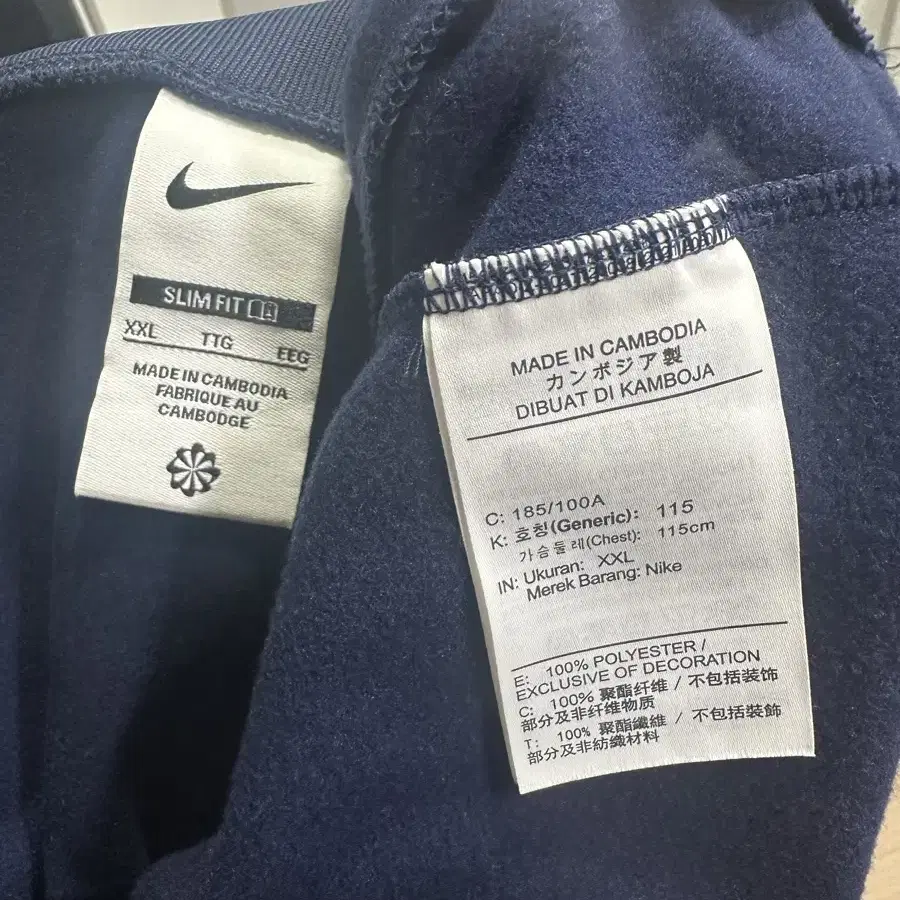 SLIM FIT
XXL TTG EEG
MADE IN CAMBODIA
FABRIQUE AU
CAMBODGE
MADE IN CAMBODIA
カンボジア製
DIBUAT DI KAMBOJA
C: 185/100A
K: 호칭(Generic): 115
가슴둘레(Chest): 115cm
IN: Ukuran: XXL
Merek Barang: Nike
E: 100% POLYESTER /
EXCLUSIVE OF DECORATION
C: 100% 聚酯纤维 / 不包括装饰
部分及非纤维物质
T: 100% 聚酯纖維 / 不包括裝飾
部分及非紡織材料